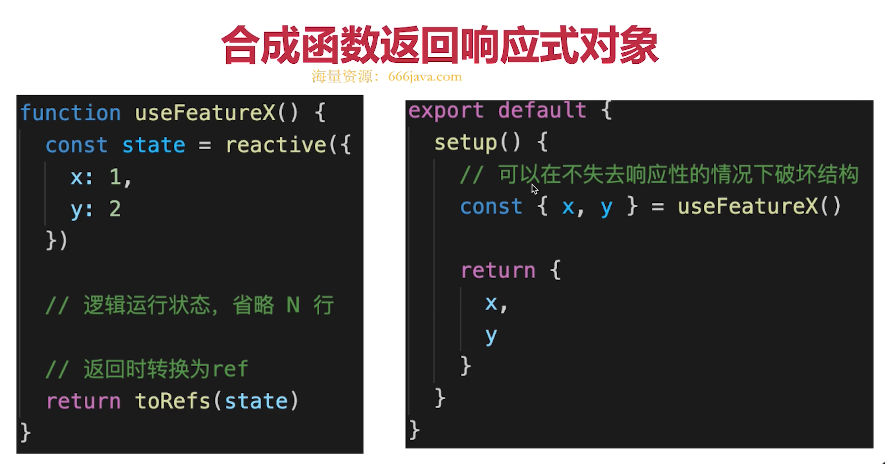 合成函数返回响应式对象
海量资源：666java.com
function useFeatureX() {
  const state = reactive({
    x: 1,
    y: 2
  })
  // 逻辑运行状态，省略 N 行
  // 返回时转换为ref
  return toRefs(state)
}
export default {
  setup() {
    // 可以在不失去响应性的情况下破坏结构
    const { x, y } = useFeatureX()
    return {
      x,
      y
    }
  }
}